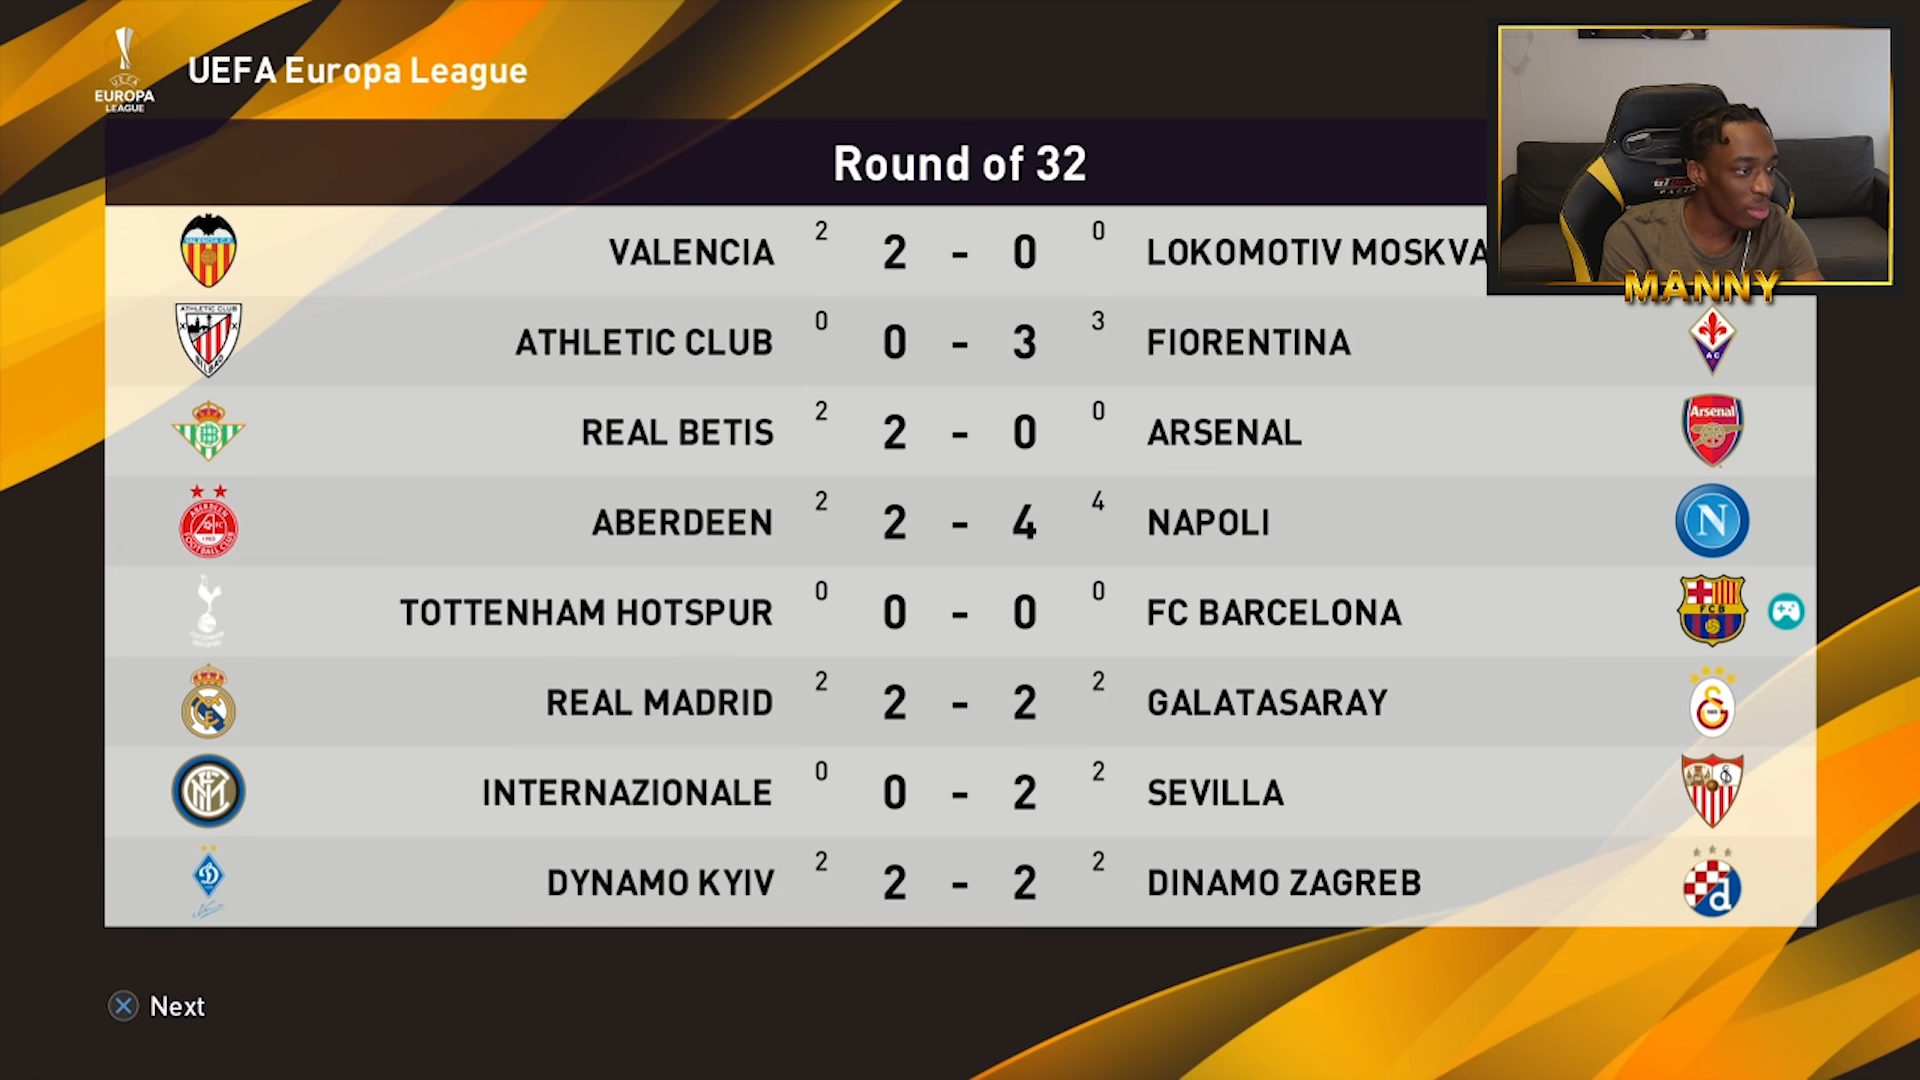 UEFA Europa League
EUROPA
LEAGUE
Round of 32
VALENCIA 2 2 - 0 0 LOKOMOTIV MOSKVA
ATHLETIC CLUB 0 0 - 3 3 FIORENTINA
REAL BETIS 2 2 - 0 0 ARSENAL
Arsenal
ABERDEEN 2 2 - 4 4 NAPOLI
N
TOTTENHAM HOTSPUR 0 0 - 0 0 FC BARCELONA
FCB
REAL MADRID 2 2 - 2 2 GALATASARAY
INTERNAZIONALE 0 0 - 2 2 SEVILLA
DYNAMO KYIV 2 2 - 2 2 DINAMO ZAGREB
Next
MANNY